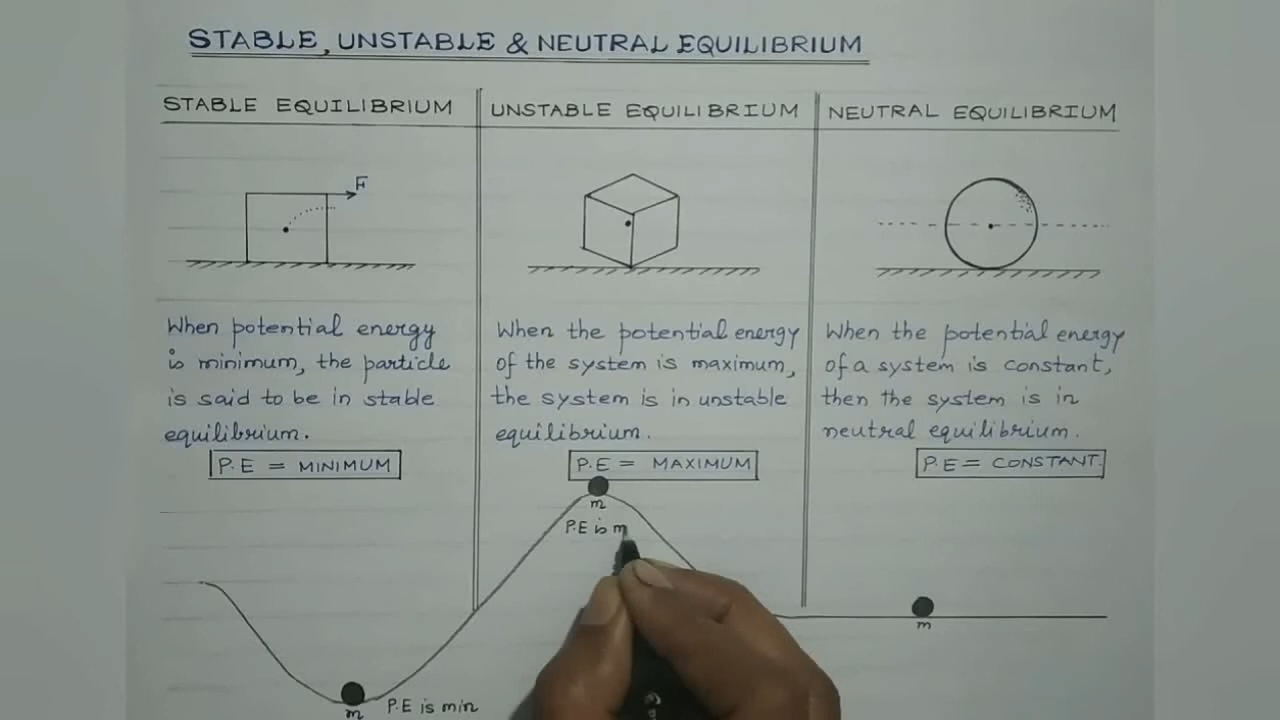 STABLE, UNSTABLE & NEUTRAL EQUILIBRIUM
STABLE EQUILIBRIUM
F
When potential energy
is minimum, the particle
is said to be in stable
equilibrium.
P.E = MINIMUM
m
P.E is min
UNSTABLE EQUILIBRIUM
When the potential energy
of the system is maximum,
the system is in unstable
equilibrium.
P.E = MAXIMUM
m
P.E is m
NEUTRAL EQUILIBRIUM
When the potential energy
of a system is constant,
then the system is in
neutral equilibrium.
P.E = CONSTANT.
m